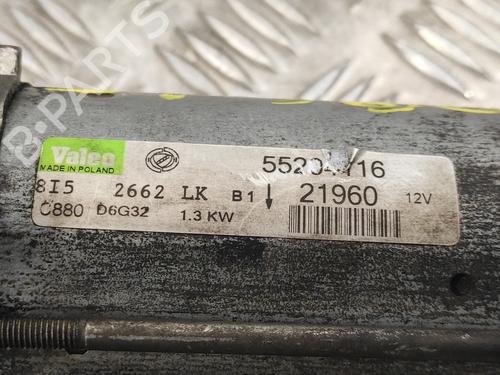 B-PARTS
Valeo
MADE IN POLAND
8I5 2662 LK B1
C880 D6G32 1.3 KW
21960 12V